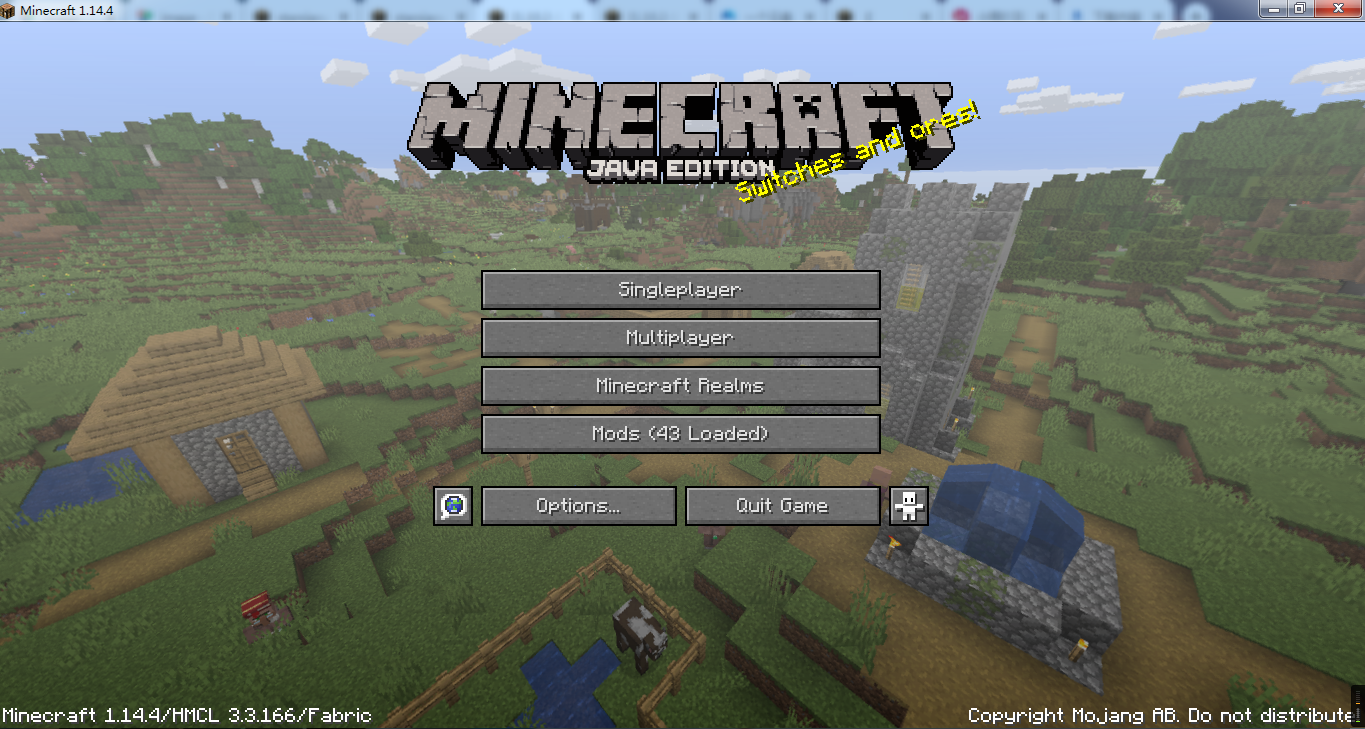 Minecraft 1.14.4
MINECRAFT
JAVA EDITION
Switches and ores!
Singleplayer
Multiplayer
Minecraft Realms
Mods (43 Loaded)
Options...
Quit Game
Minecraft 1.14.4/HMCL 3.3.166/Fabric
Copyright Mojang AB. Do not distribute